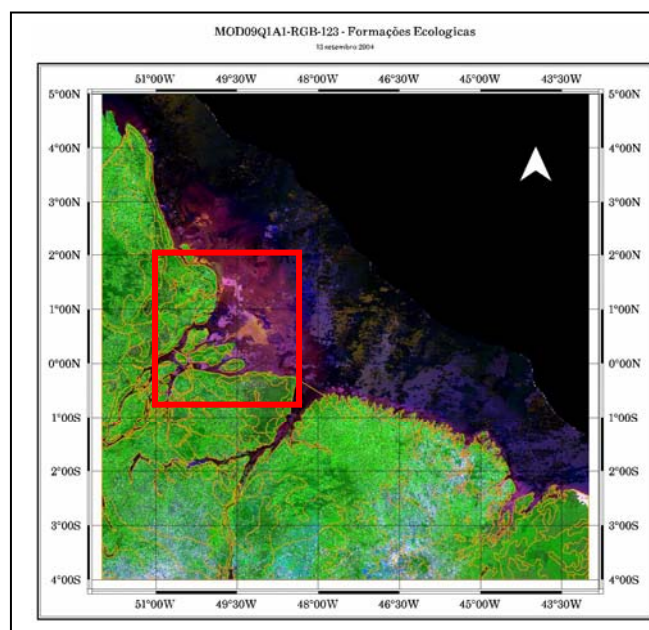 MOD09Q1A1-RGB-123 - Formações Ecologicas
13 setembro 2004
51°00W 49°30W 48°00W 46°30W 45°00W 43°30W
5°00N 5°00N
4°00N 4°00N
3°00N 3°00N
2°00N 2°00N
1°00N 1°00N
0°00N 0°00N
1°00S 1°00S
2°00S 2°00S
3°00S 3°00S
4°00S 4°00S
51°00W 49°30W 48°00W 46°30W 45°00W 43°30W